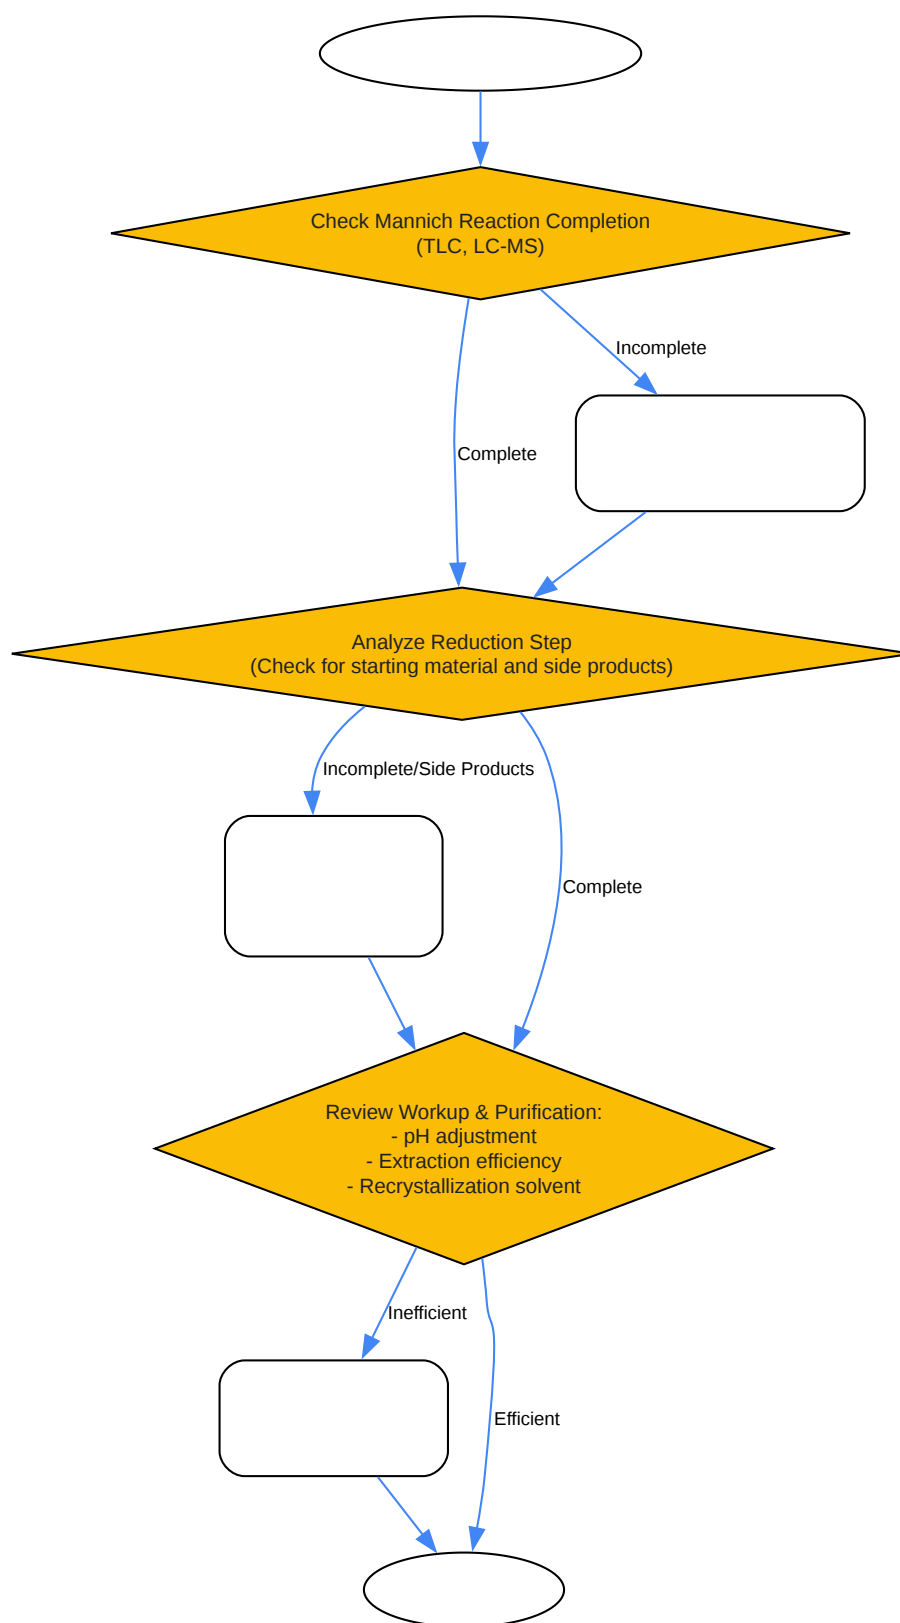 Check Mannich Reaction Completion
(TLC, LC-MS)
Incomplete
Complete
Analyze Reduction Step
(Check for starting material and side products)
Incomplete/Side Products
Complete
Review Workup & Purification:
- pH adjustment
- Extraction efficiency
- Recrystallization solvent
Inefficient
Efficient